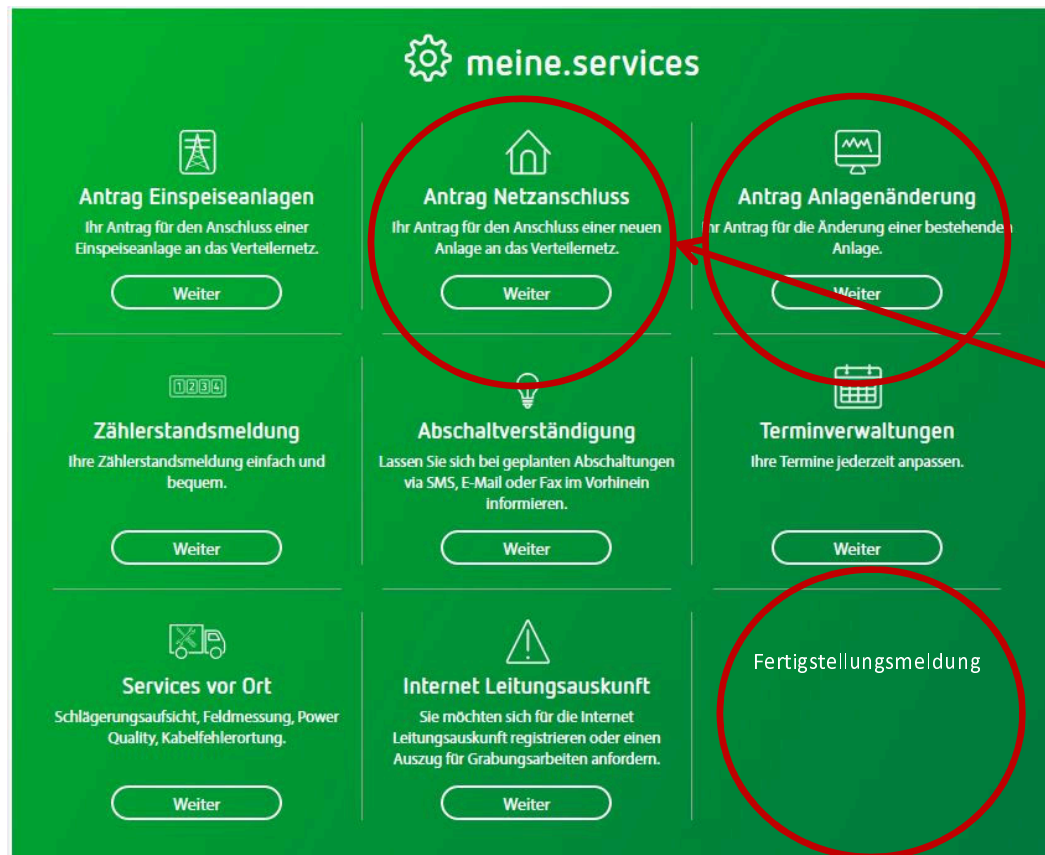 meine.services
Antrag Einspeiseanlagen
Ihr Antrag für den Anschluss einer
Einspeiseanlage an das Verteilernetz.
Weiter
Antrag Netzanschluss
Ihr Antrag für den Anschluss einer neuen
Anlage an das Verteilernetz.
Weiter
Antrag Anlagenänderung
Ihr Antrag für die Änderung einer bestehenden
Anlage.
Weiter
1234
Zählerstandsmeldung
Ihre Zählerstandsmeldung einfach und
bequem.
Weiter
Abschaltverständigung
Lassen Sie sich bei geplanten Abschaltungen
via SMS, E-Mail oder Fax im Vorhinein
informieren.
Weiter
Terminverwaltungen
Ihre Termine jederzeit anpassen.
Weiter
Services vor Ort
Schlägerungsaufsicht, Feldmessung, Power
Quality, Kabelfehlerortung.
Weiter
Internet Leitungsauskunft
Sie möchten sich für die Internet
Leitungsauskunft registrieren oder einen
Auszug für Grabungsarbeiten anfordern.
Weiter
Fertigstellungsmeldung